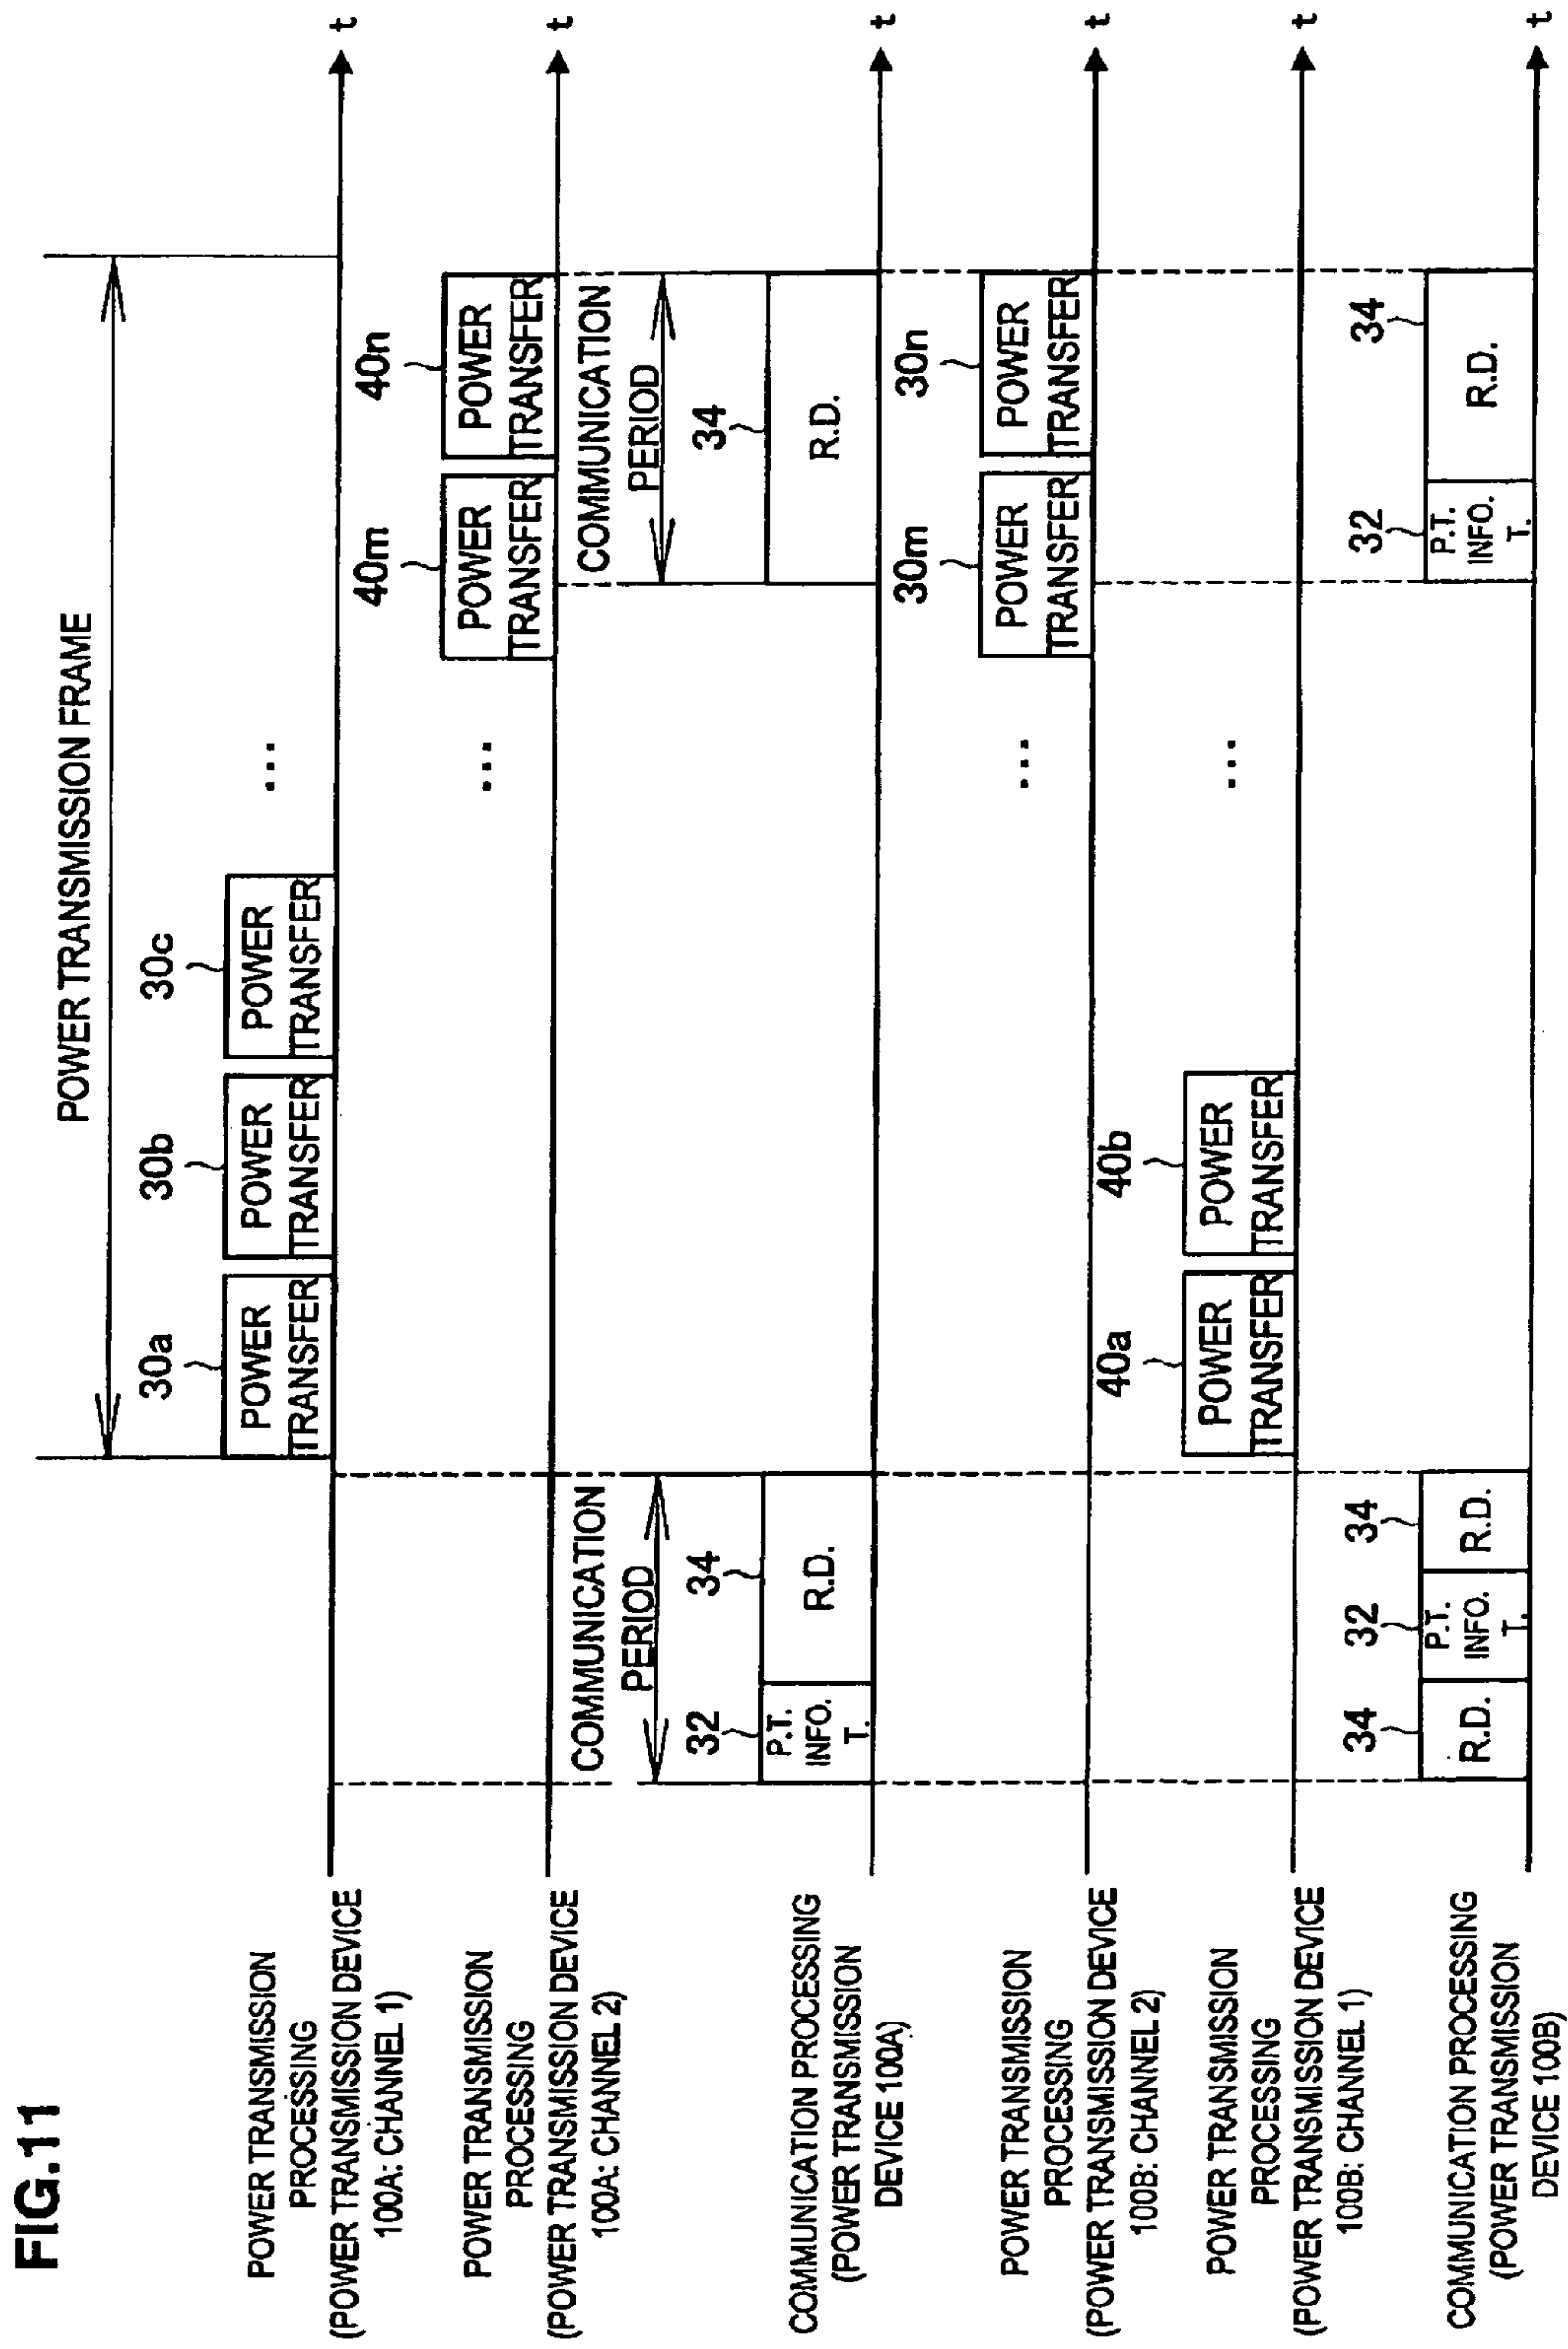 FIG.11
POWER TRANSMISSION FRAME
POWER TRANSMISSION
PROCESSING
(POWER TRANSMISSION DEVICE
100A: CHANNEL 1)
30a
POWER
TRANSFER
30b
POWER
TRANSFER
30c
POWER
TRANSFER
...
t
POWER TRANSMISSION
PROCESSING
(POWER TRANSMISSION DEVICE
100A: CHANNEL 2)
...
40m
POWER
TRANSFER
40n
POWER
TRANSFER
t
COMMUNICATION PROCESSING
(POWER TRANSMISSION
DEVICE 100A)
COMMUNICATION
PERIOD
32
P.T.
INFO.
T.
34
R.D.
COMMUNICATION
PERIOD
34
R.D.
t
POWER TRANSMISSION
PROCESSING
(POWER TRANSMISSION DEVICE
100B: CHANNEL 2)
...
30m
POWER
TRANSFER
30n
POWER
TRANSFER
t
POWER TRANSMISSION
PROCESSING
(POWER TRANSMISSION DEVICE
100B: CHANNEL 1)
40a
POWER
TRANSFER
40b
POWER
TRANSFER
...
t
COMMUNICATION PROCESSING
(POWER TRANSMISSION
DEVICE 100B)
34
R.D.
32
P.T.
INFO.
T.
34
R.D.
32
P.T.
INFO.
T.
34
R.D.
t